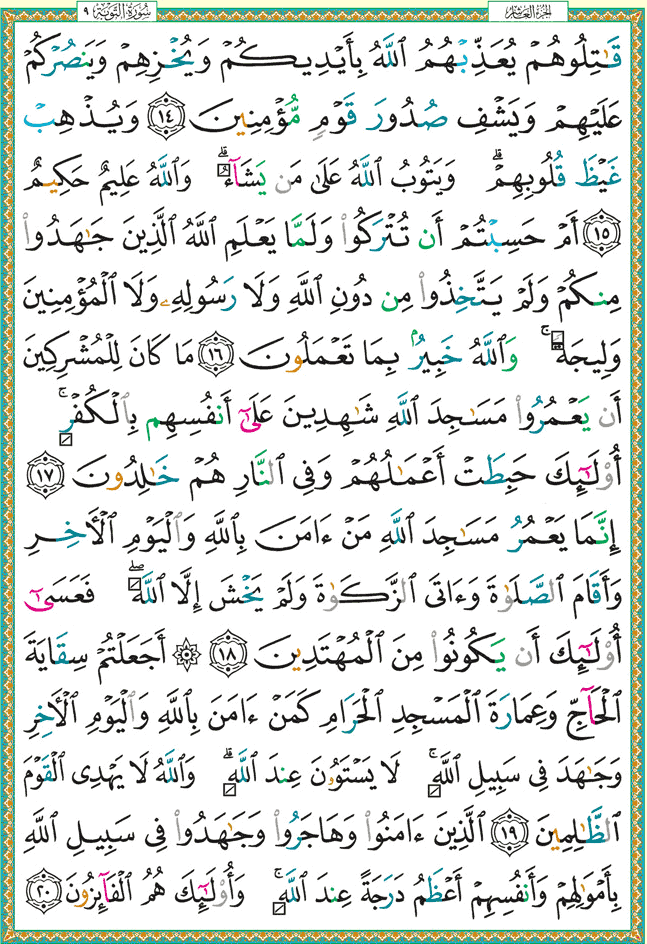 الجزء العاشر سورة التوبة ٩
قَٰتِلُوهُمْ يُعَذِّبْهُمُ ٱللَّهُ بِأَيْدِيكُمْ وَيُخْزِهِمْ وَيَنصُرْكُمْ
عَلَيْهِمْ وَيَشْفِ صُدُورَ قَوْمٍ مُّؤْمِنِينَ ١٤ وَيُذْهِبْ
غَيْظَ قُلُوبِهِمْ ۗ وَيَتُوبُ ٱللَّهُ عَلَىٰ مَن يَشَآءُ ۗ وَٱللَّهُ عَلِيمٌ حَكِيمٌ
١٥ أَمْ حَسِبْتُمْ أَن تُتْرَكُوا۟ وَلَمَّا يَعْلَمِ ٱللَّهُ ٱلَّذِينَ جَٰهَدُوا۟
مِنكُمْ وَلَمْ يَتَّخِذُوا۟ مِن دُونِ ٱللَّهِ وَلَا رَسُولِهِۦ وَلَا ٱلْمُؤْمِنِينَ
وَلِيجَةً ۚ وَٱللَّهُ خَبِيرٌۢ بِمَا تَعْمَلُونَ ١٦ مَا كَانَ لِلْمُشْرِكِينَ
أَن يَعْمُرُوا۟ مَسَٰجِدَ ٱللَّهِ شَٰهِدِينَ عَلَىٰٓ أَنفُسِهِم بِٱلْكُفْرِ ۚ
أُو۟لَٰٓئِكَ حَبِطَتْ أَعْمَٰلُهُمْ وَفِى ٱلنَّارِ هُمْ خَٰلِدُونَ ١٧
إِنَّمَا يَعْمُرُ مَسَٰجِدَ ٱللَّهِ مَنْ ءَامَنَ بِٱللَّهِ وَٱلْيَوْمِ ٱلْأَخِرِ
وَأَقَامَ ٱلصَّلَوٰةَ وَءَاتَى ٱلزَّكَوٰةَ وَلَمْ يَخْشَ إِلَّا ٱللَّهَ ۖ فَعَسَىٰٓ
أُو۟لَٰٓئِكَ أَن يَكُونُوا۟ مِنَ ٱلْمُهْتَدِينَ ١٨ ۞ أَجَعَلْتُمْ سِقَايَةَ
ٱلْحَآجِّ وَعِمَارَةَ ٱلْمَسْجِدِ ٱلْحَرَامِ كَمَنْ ءَامَنَ بِٱللَّهِ وَٱلْيَوْمِ ٱلْأَخِرِ
وَجَٰهَدَ فِى سَبِيلِ ٱللَّهِ ۚ لَا يَسْتَوُۥنَ عِندَ ٱللَّهِ ۗ وَٱللَّهُ لَا يَهْدِى ٱلْقَوْمَ
ٱلظَّٰلِمِينَ ١٩ ٱلَّذِينَ ءَامَنُوا۟ وَهَاجَرُوا۟ وَجَٰهَدُوا۟ فِى سَبِيلِ ٱللَّهِ
بِأَمْوَٰلِهِمْ وَأَنفُسِهِمْ أَعْظَمُ دَرَجَةً عِندَ ٱللَّهِ ۚ وَأُو۟لَٰٓئِكَ هُمُ ٱلْفَآئِزُونَ ٢٠